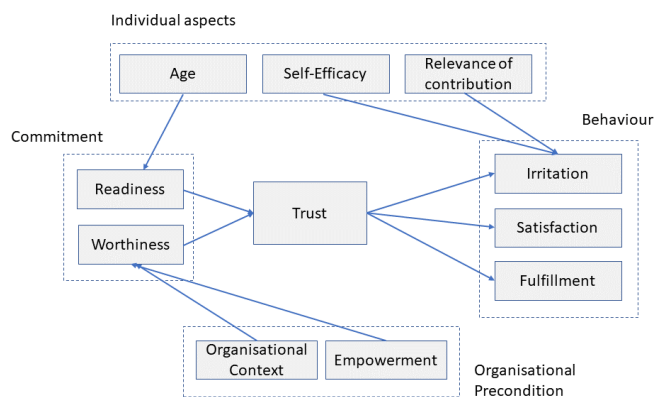 Individual aspects
Age
Self-Efficacy
Relevance of
contribution
Commitment
Behaviour
Readiness
Worthiness
Trust
Irritation
Satisfaction
Fulfillment
Organisational
Context
Empowerment
Organisational
Precondition